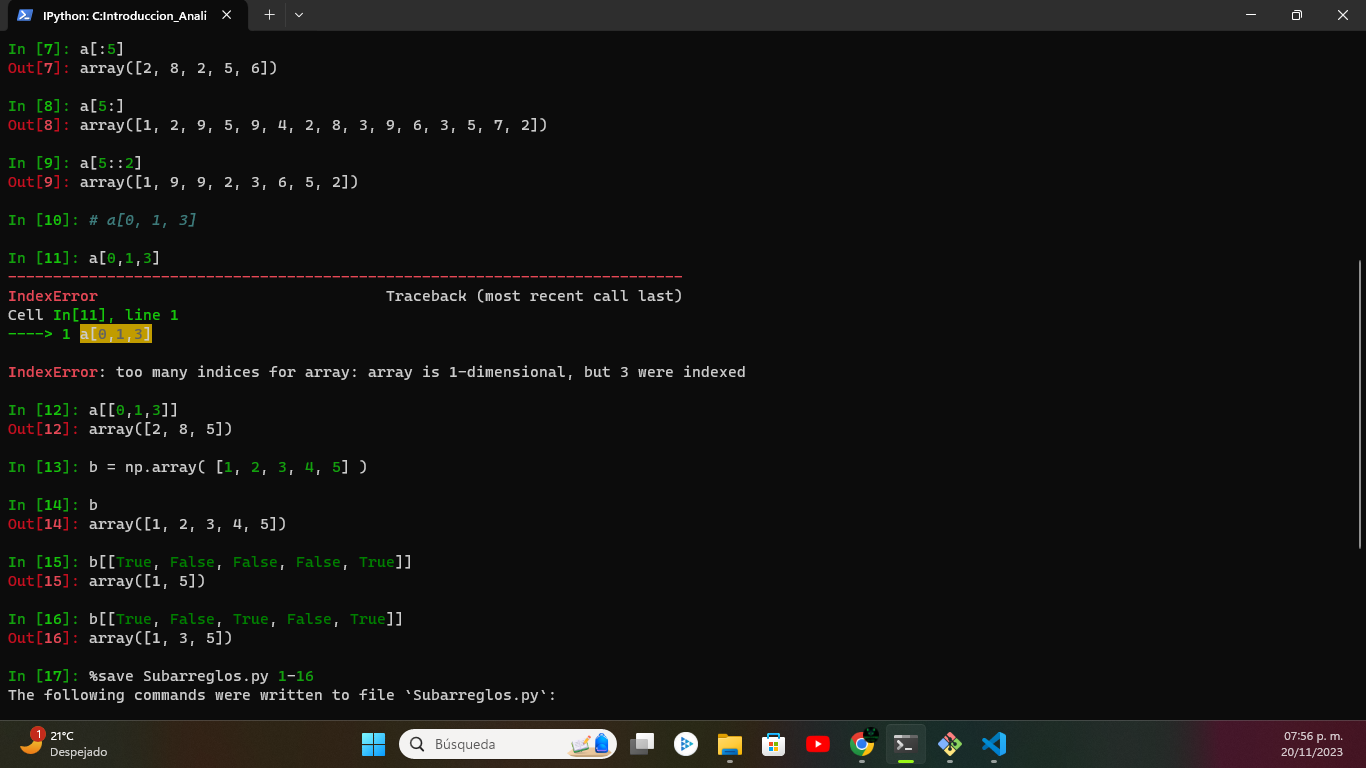 IPython: C:Introduccion_Anali
In [7]: a[:5]
Out[7]: array([2, 8, 2, 5, 6])
In [8]: a[5:]
Out[8]: array([1, 2, 9, 5, 9, 4, 2, 8, 3, 9, 6, 3, 5, 7, 2])
In [9]: a[5::2]
Out[9]: array([1, 9, 9, 2, 3, 6, 5, 2])
In [10]: # a[0, 1, 3]
In [11]: a[0,1,3]
---------------------------------------------------------------------------
IndexError                                Traceback (most recent call last)
Cell In[11], line 1
----> 1 a[0,1,3]
IndexError: too many indices for array: array is 1-dimensional, but 3 were indexed
In [12]: a[[0,1,3]]
Out[12]: array([2, 8, 5])
In [13]: b = np.array( [1, 2, 3, 4, 5] )
In [14]: b
Out[14]: array([1, 2, 3, 4, 5])
In [15]: b[[True, False, False, False, True]]
Out[15]: array([1, 5])
In [16]: b[[True, False, True, False, True]]
Out[16]: array([1, 3, 5])
In [17]: %save Subarreglos.py 1-16
The following commands were written to file `Subarreglos.py`:
1
21°C
Despejado
Búsqueda
07:56 p. m.
20/11/2023